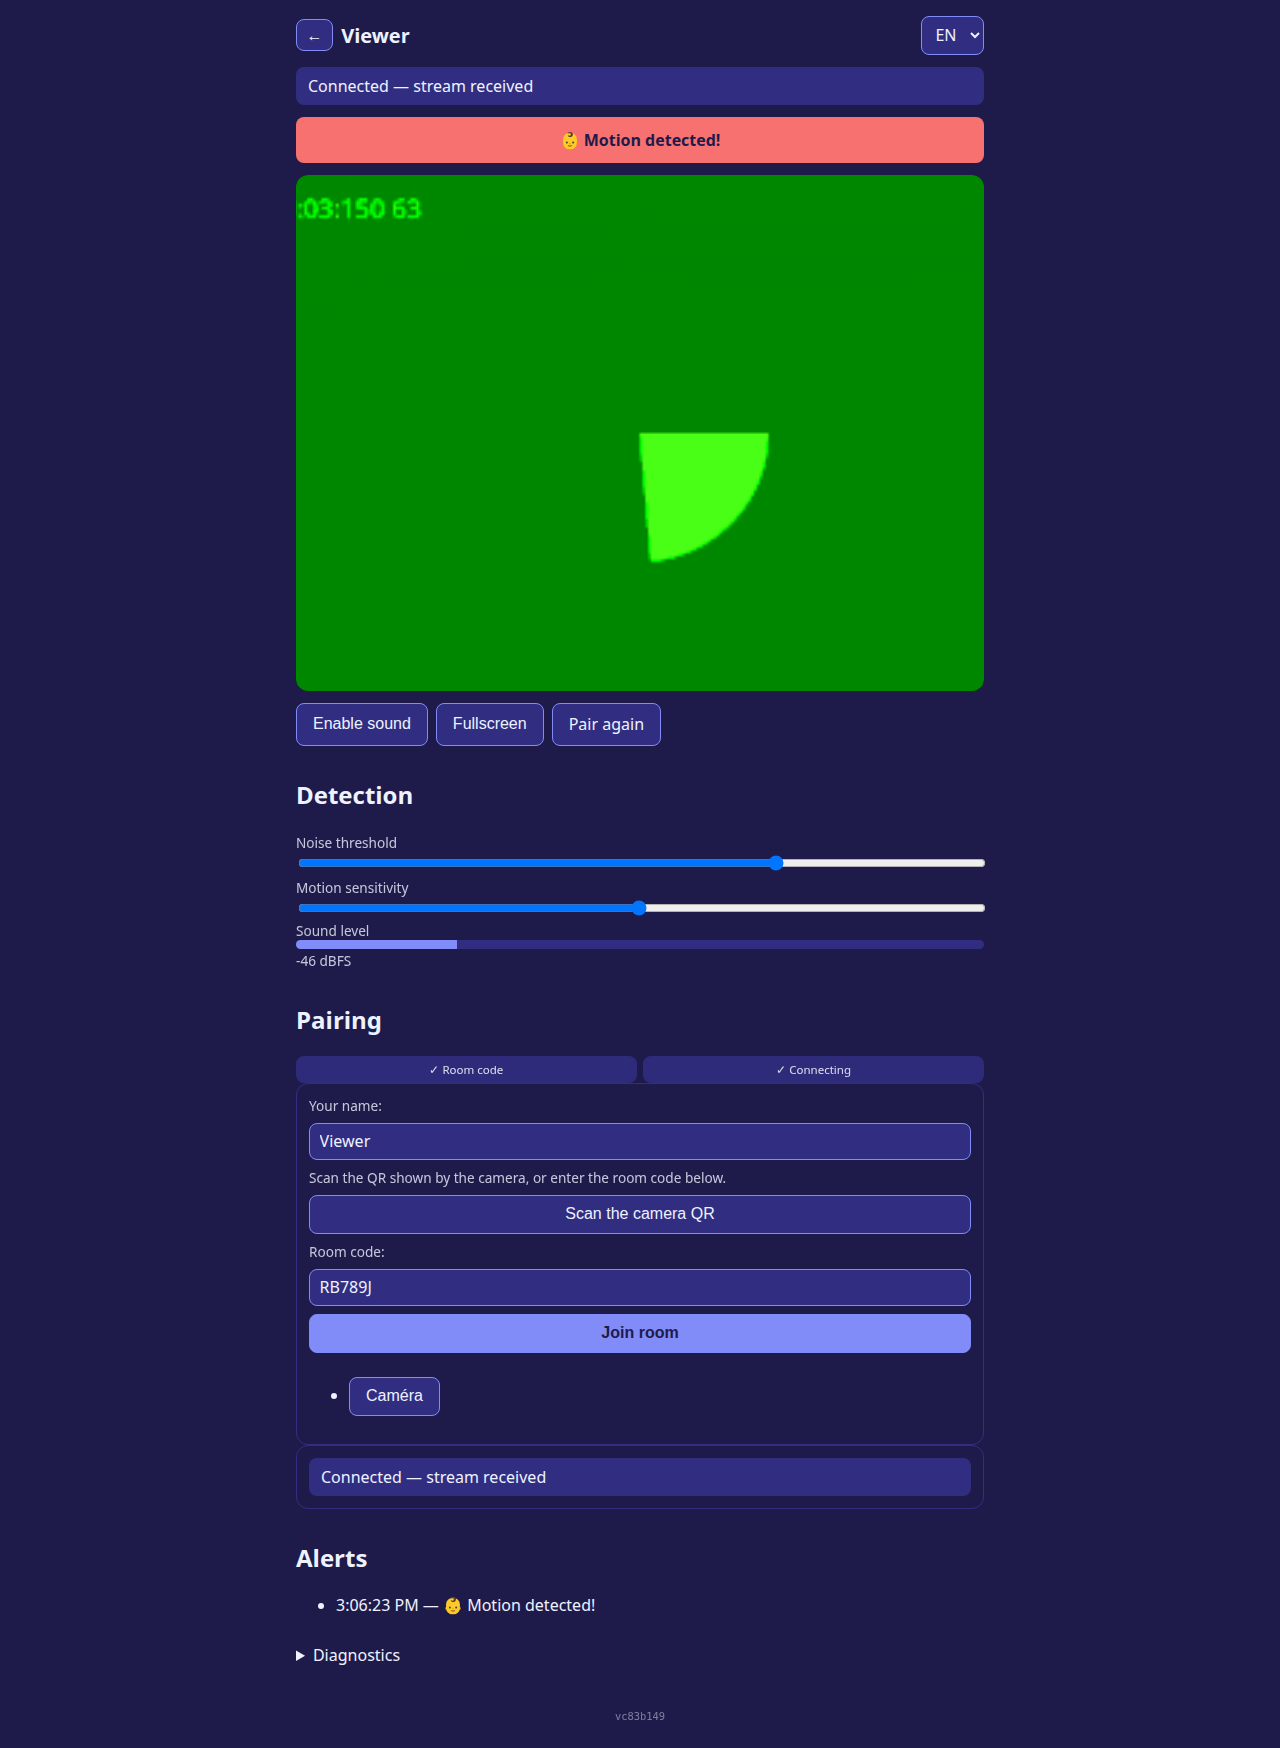 ← Viewer EN
Connected — stream received
👶 Motion detected!
:03:150 63
Enable sound Fullscreen Pair again
Detection
Noise threshold
Motion sensitivity
Sound level
-46 dBFS
Pairing
✓ Room code ✓ Connecting
Your name:
Viewer
Scan the QR shown by the camera, or enter the room code below.
Scan the camera QR
Room code:
RB789J
Join room
• Caméra
Connected — stream received
Alerts
• 3:06:23 PM — 👶 Motion detected!
▶ Diagnostics
vc83b149